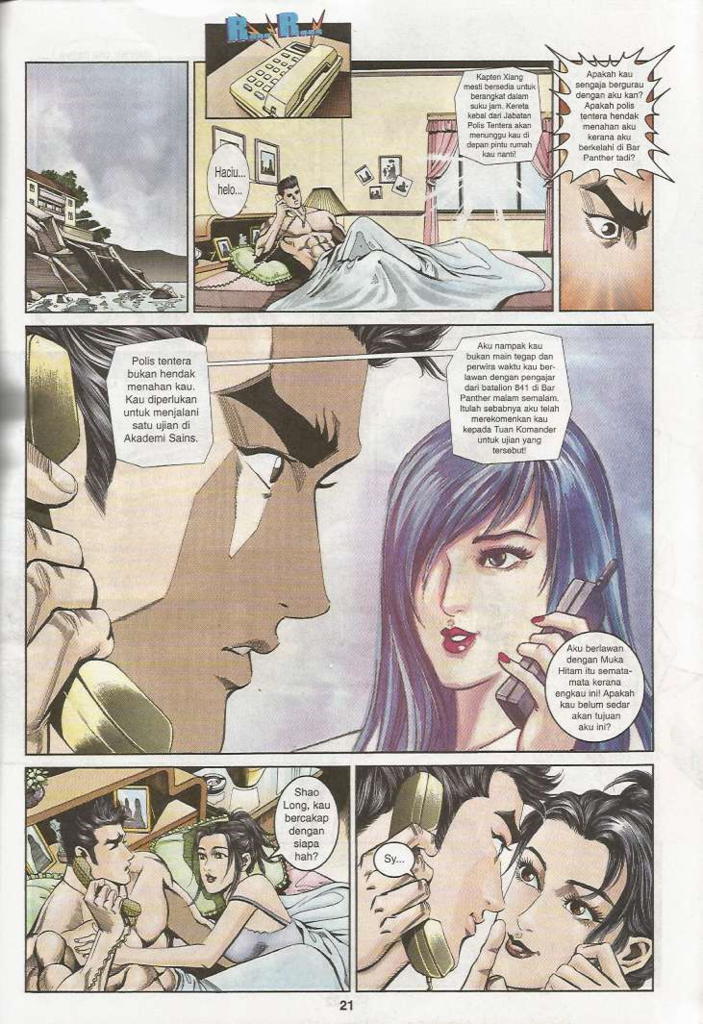 R... R...
Haciu...
helo...
Kapten Xiang
mesti bersedia untuk
berangkat dalam
suku jam. Kereta
kebal dari Jabatan
Polis Tentera akan
menunggu kau di
depan pintu rumah
kau nanti!
Apakah kau
sengaja bergurau
dengan aku kan?
Apakah polis
tentera hendak
menahan aku
kerana aku
berkelahi di Bar
Panther tadi?
Polis tentera
bukan hendak
menahan kau.
Kau diperlukan
untuk menjalani
satu ujian di
Akademi Sains.
Aku nampak kau
bukan main tegap dan
perwira waktu kau ber-
lawan dengan pengajar
dari batalion 841 di Bar
Panther malam semalam.
Itulah sebabnya aku telah
merekomenkan kau
kepada Tuan Komander
untuk ujian yang
tersebut!
Aku berlawan
dengan Muka
Hitam itu semata-
mata kerana
engkau ini! Apakah
kau belum sedar
akan tujuan
aku ini?
Shao
Long, kau
bercakap
dengan
siapa
hah?
Sy...
21